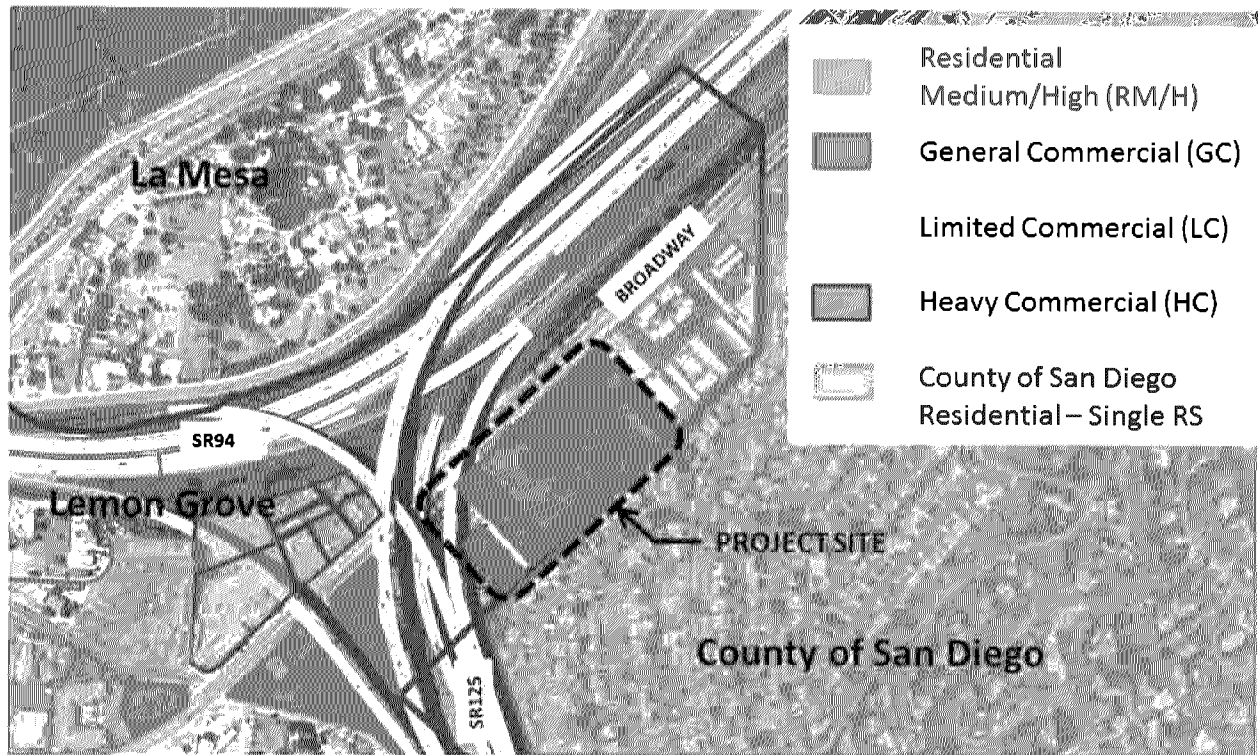 Residential
Medium/High (RM/H)
General Commercial (GC)
Limited Commercial (LC)
Heavy Commercial (HC)
County of San Diego
Residential – Single RS
La Mesa
BROADWAY
SR94
Lemon Grove
PROJECT SITE
County of San Diego
SR125